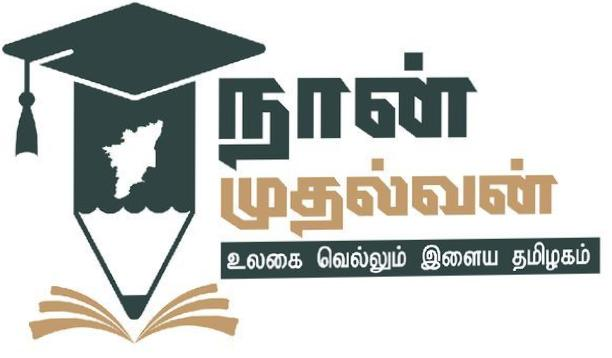 நான்
முதல்வன்
உலகை வெல்லும் இளைய தமிழகம்